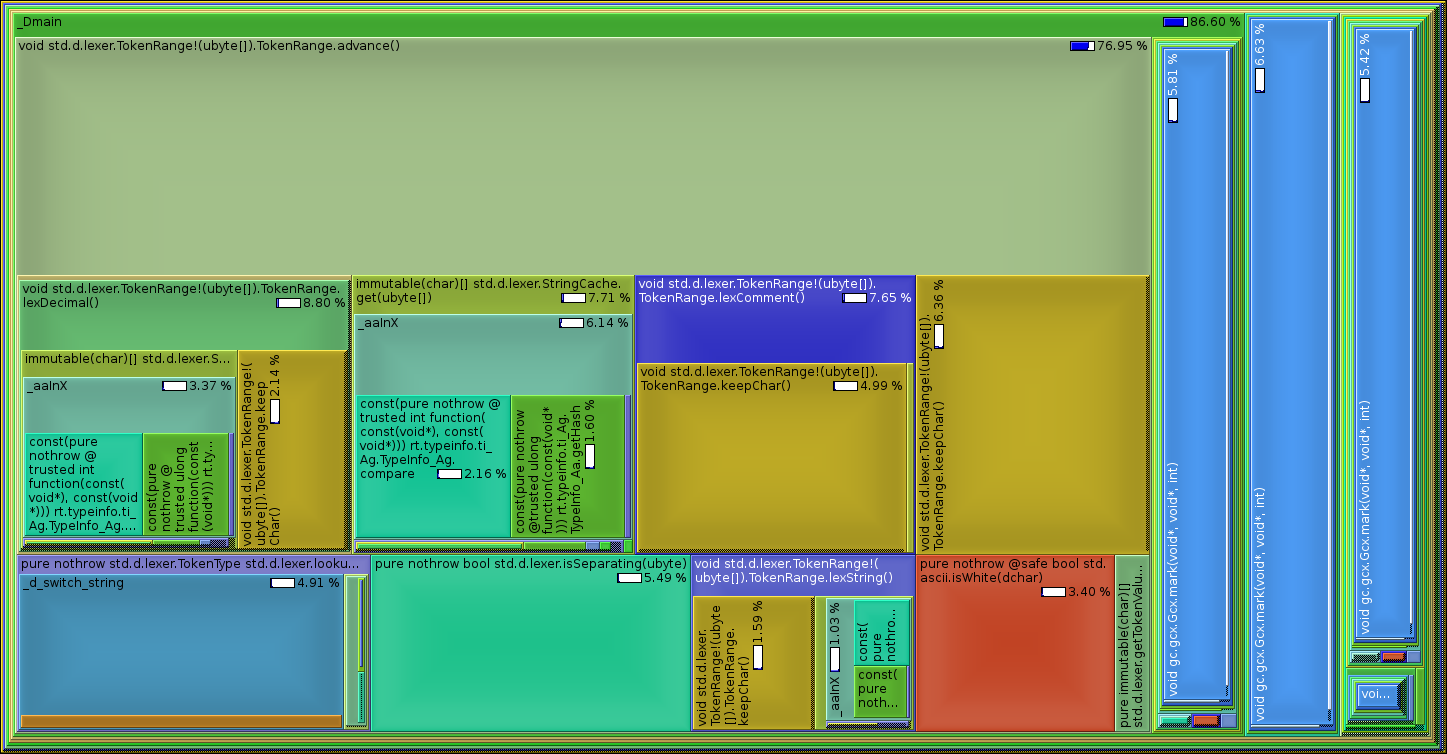 _Dmain
86.60 %
void std.d.lexer.TokenRange!(ubyte[]).TokenRange.advance()
76.95 %
void std.d.lexer.TokenRange!(ubyte[]).TokenRange.
lexDecimal()
8.80 %
immutable(char)[] std.d.lexer.S...
_aaInX
3.37 %
const(pure
nothrow @
trusted int
function(const(
void*), const(void
*))) rt.typeinfo.ti_
Ag.TypeInfo_Ag....
const(pure
nothrow @
trusted ulong
function(const
(void*))) rt.ty...
void std.d.lexer.TokenRange!(
ubyte[]).TokenRange.keep
Char()
2.14 %
immutable(char)[] std.d.lexer.StringCache.
get(ubyte[])
7.71 %
_aaInX
6.14 %
const(pure nothrow @
trusted int function(
const(void*), const(
void*))) rt.typeinfo.ti_
Ag.TypeInfo_Ag.
compare
2.16 %
const(pure nothrow
@trusted ulong
function(const(void*
))) rt.typeinfo.ti_Ag.
TypeInfo_Aa.getHash
1.60 %
void std.d.lexer.TokenRange!(ubyte[]).
TokenRange.lexComment()
7.65 %
void std.d.lexer.TokenRange!(ubyte[]).
TokenRange.keepChar()
4.99 %
void std.d.lexer.TokenRange!(ubyte[]).
TokenRange.keepChar()
6.36 %
pure nothrow std.d.lexer.TokenType std.d.lexer.looku...
_d_switch_string
4.91 %
pure nothrow bool std.d.lexer.isSeparating(ubyte)
5.49 %
void std.d.lexer.TokenRange!(
ubyte[]).TokenRange.lexString()
void std.d.lexer.
TokenRange!(ubyte
[]).TokenRange.
keepChar()
1.59 %
_aaInX
1.03 %
const(
pure
nothro...
const(
pure
noth...
pure nothrow @safe bool std.
ascii.isWhite(dchar)
3.40 %
pure immutable(char)[]
std.d.lexer.getTokenValu...
void gc.gcx.Gcx.mark(void*, void*, int)
5.81 %
void gc.gcx.Gcx.mark(void*, void*, int)
6.63 %
void gc.gcx.Gcx.mark(void*, void*, int)
5.42 %
voi...